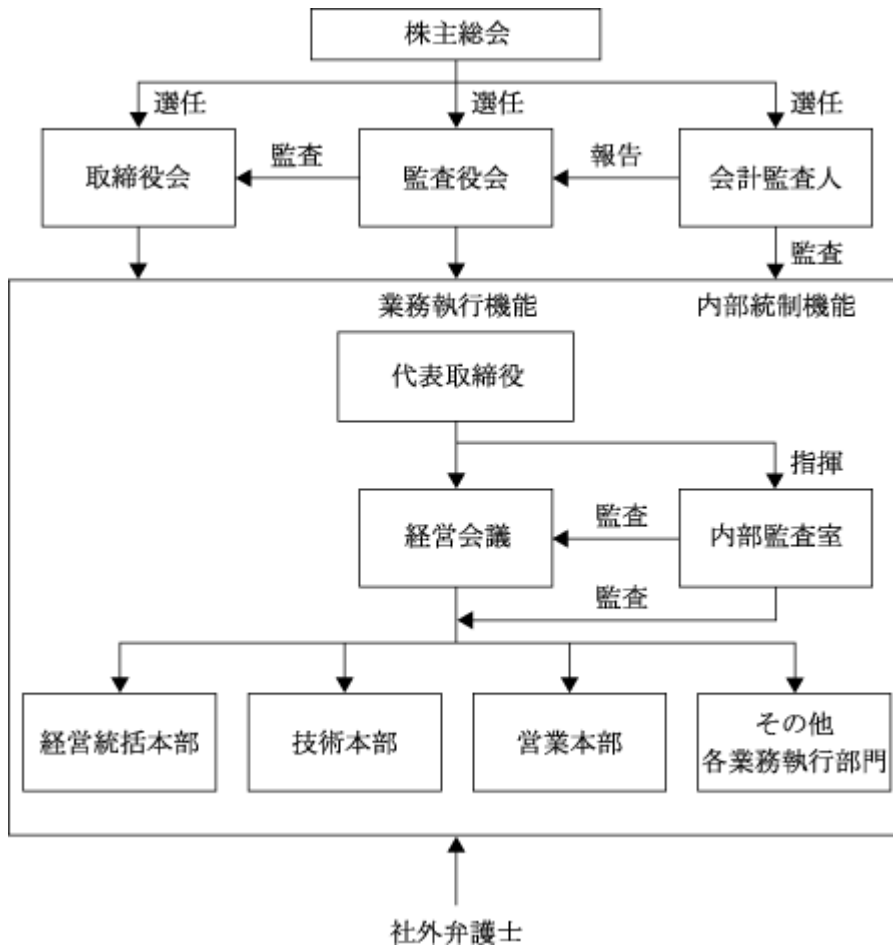 株主総会
選任
選任
選任
取締役会
監査
監査役会
報告
会計監査人
監査
業務執行機能
内部統制機能
代表取締役
指揮
経営会議
監査
内部監査室
監査
経営統括本部
技術本部
営業本部
その他
各業務執行部門
社外弁護士